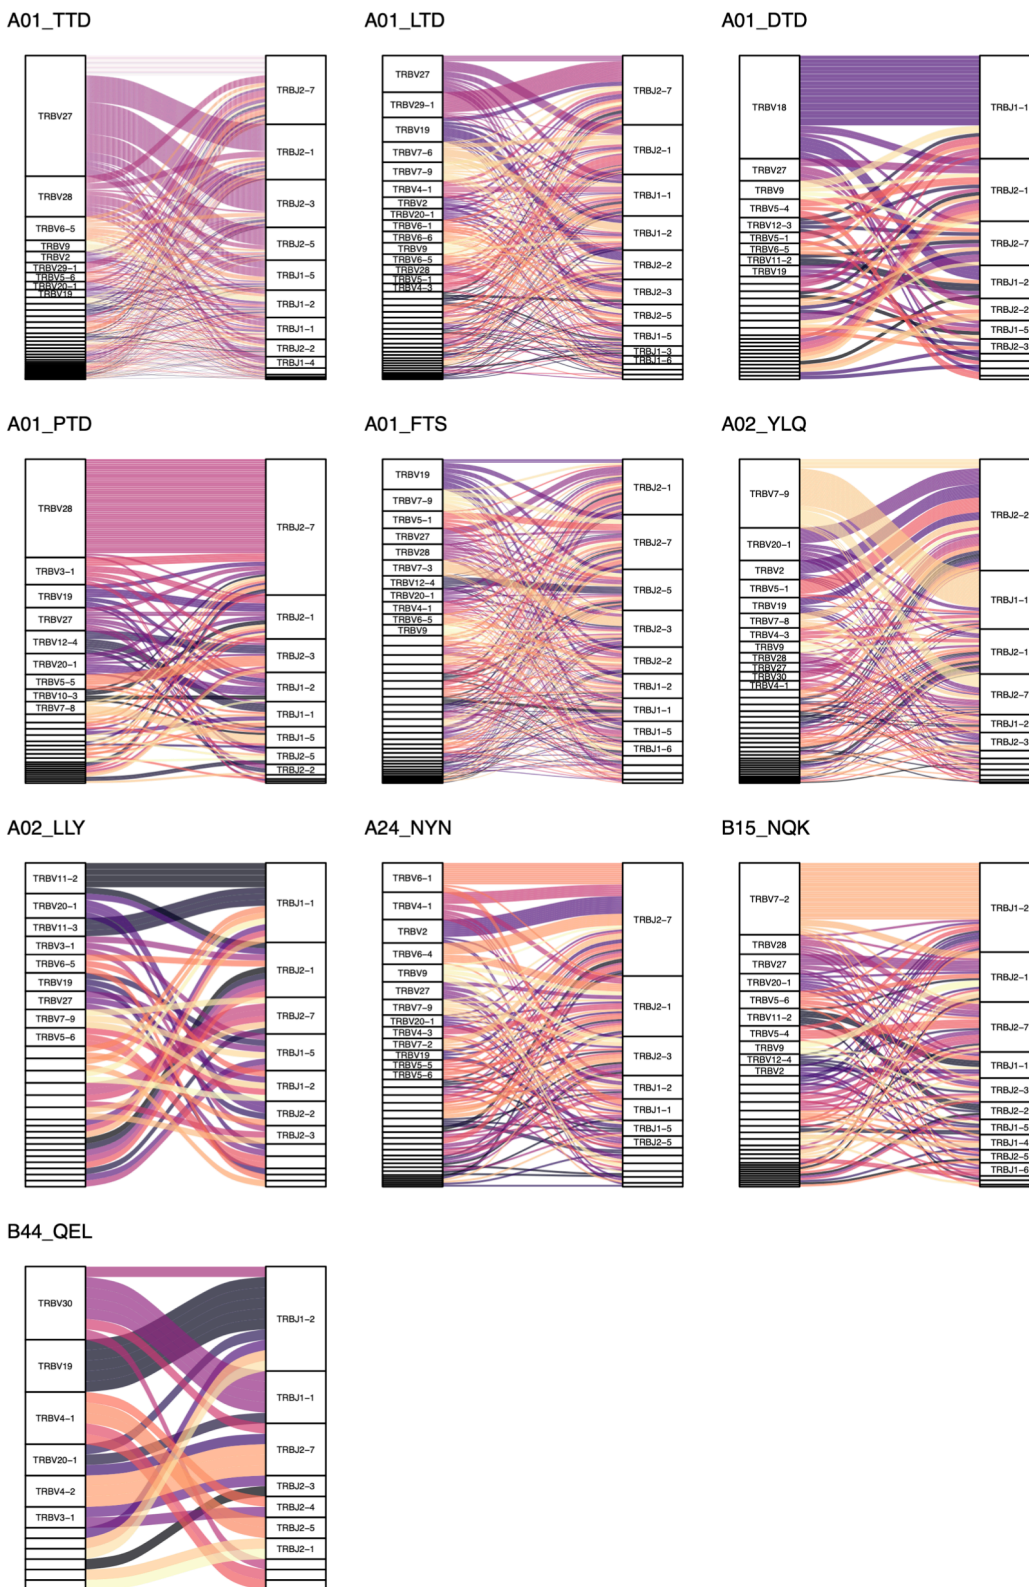 A01_TTD
TRBV27
TRBV28
TRBV6-5
TRBV9
TRBV2
TRBV29-1
TRBV5-6
TRBV20-1
TRBV19
TRBJ2-7
TRBJ2-1
TRBJ2-3
TRBJ2-5
TRBJ1-5
TRBJ1-2
TRBJ1-1
TRBJ2-2
TRBJ1-4
A01_LTD
TRBV27
TRBV29-1
TRBV19
TRBV7-6
TRBV7-9
TRBV4-1
TRBV2
TRBV20-1
TRBV6-1
TRBV6-6
TRBV9
TRBV6-5
TRBV28
TRBV5-1
TRBV4-3
TRBJ2-7
TRBJ2-1
TRBJ1-1
TRBJ1-2
TRBJ2-2
TRBJ2-3
TRBJ2-5
TRBJ1-5
TRBJ1-3
TRBJ1-6
A01_DTD
TRBV18
TRBV27
TRBV9
TRBV5-4
TRBV12-3
TRBV5-1
TRBV6-5
TRBV11-2
TRBV19
TRBJ1-1
TRBJ2-1
TRBJ2-7
TRBJ1-2
TRBJ2-2
TRBJ1-5
TRBJ2-3
A01_PTD
TRBV28
TRBV3-1
TRBV19
TRBV27
TRBV12-4
TRBV20-1
TRBV5-5
TRBV10-3
TRBV7-8
TRBJ2-7
TRBJ2-1
TRBJ2-3
TRBJ1-2
TRBJ1-1
TRBJ1-5
TRBJ2-5
TRBJ2-2
A01_FTS
TRBV19
TRBV7-9
TRBV5-1
TRBV27
TRBV28
TRBV7-3
TRBV12-4
TRBV20-1
TRBV4-1
TRBV6-5
TRBV9
TRBJ2-1
TRBJ2-7
TRBJ2-5
TRBJ2-3
TRBJ2-2
TRBJ1-2
TRBJ1-1
TRBJ1-5
TRBJ1-6
A02_YLQ
TRBV7-9
TRBV20-1
TRBV2
TRBV5-1
TRBV19
TRBV7-8
TRBV4-3
TRBV9
TRBV28
TRBV27
TRBV30
TRBV4-1
TRBJ2-2
TRBJ1-1
TRBJ2-1
TRBJ2-7
TRBJ1-2
TRBJ2-3
A02_LLY
TRBV11-2
TRBV20-1
TRBV11-3
TRBV3-1
TRBV6-5
TRBV19
TRBV27
TRBV7-9
TRBV5-6
TRBJ1-1
TRBJ2-1
TRBJ2-7
TRBJ1-5
TRBJ1-2
TRBJ2-2
TRBJ2-3
A24_NYN
TRBV6-1
TRBV4-1
TRBV2
TRBV6-4
TRBV9
TRBV27
TRBV7-9
TRBV20-1
TRBV4-3
TRBV7-2
TRBV19
TRBV5-5
TRBV5-6
TRBJ2-7
TRBJ2-1
TRBJ2-3
TRBJ1-2
TRBJ1-1
TRBJ1-5
TRBJ2-5
B15_NQK
TRBV7-2
TRBV28
TRBV27
TRBV20-1
TRBV5-6
TRBV11-2
TRBV5-4
TRBV9
TRBV12-4
TRBV2
TRBJ1-2
TRBJ2-1
TRBJ2-7
TRBJ1-1
TRBJ2-3
TRBJ2-2
TRBJ1-5
TRBJ1-4
TRBJ2-5
TRBJ1-6
B44_QEL
TRBV30
TRBV19
TRBV4-1
TRBV20-1
TRBV4-2
TRBV3-1
TRBJ1-2
TRBJ1-1
TRBJ2-7
TRBJ2-3
TRBJ2-4
TRBJ2-5
TRBJ2-1